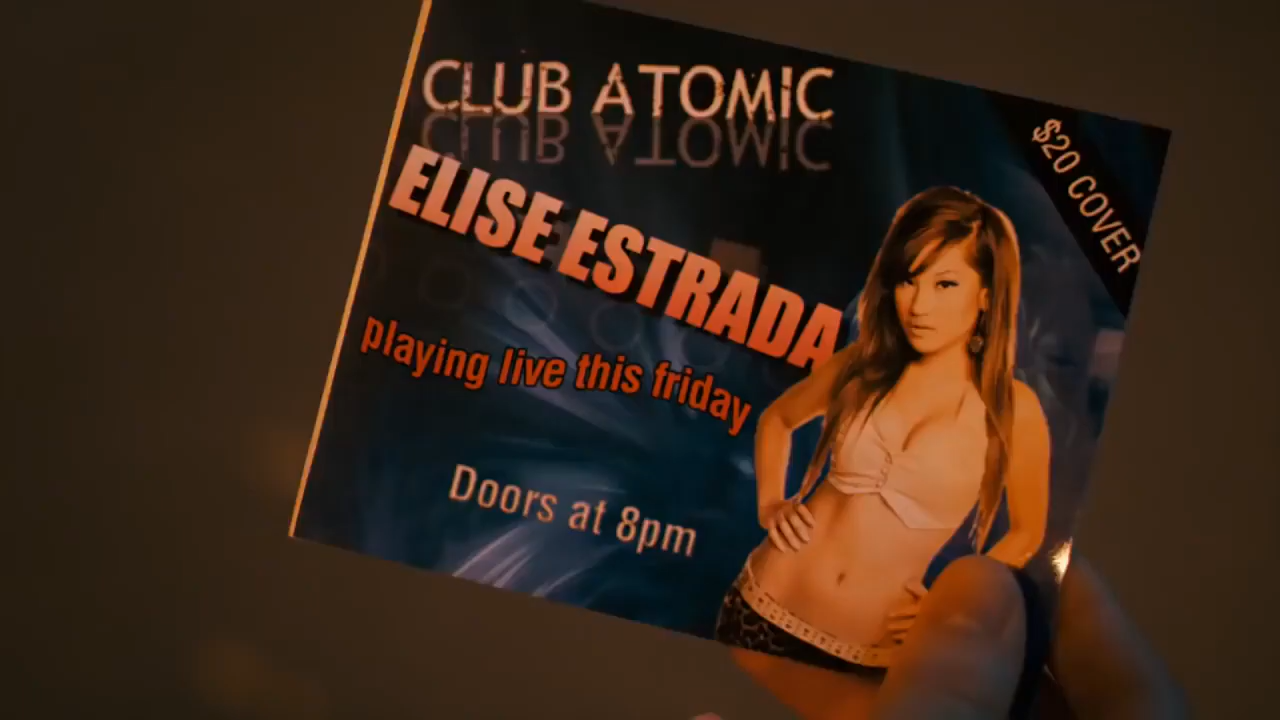 CLUB ATOMIC
$20 COVER
ELISE ESTRADA
playing live this friday
Doors at 8pm